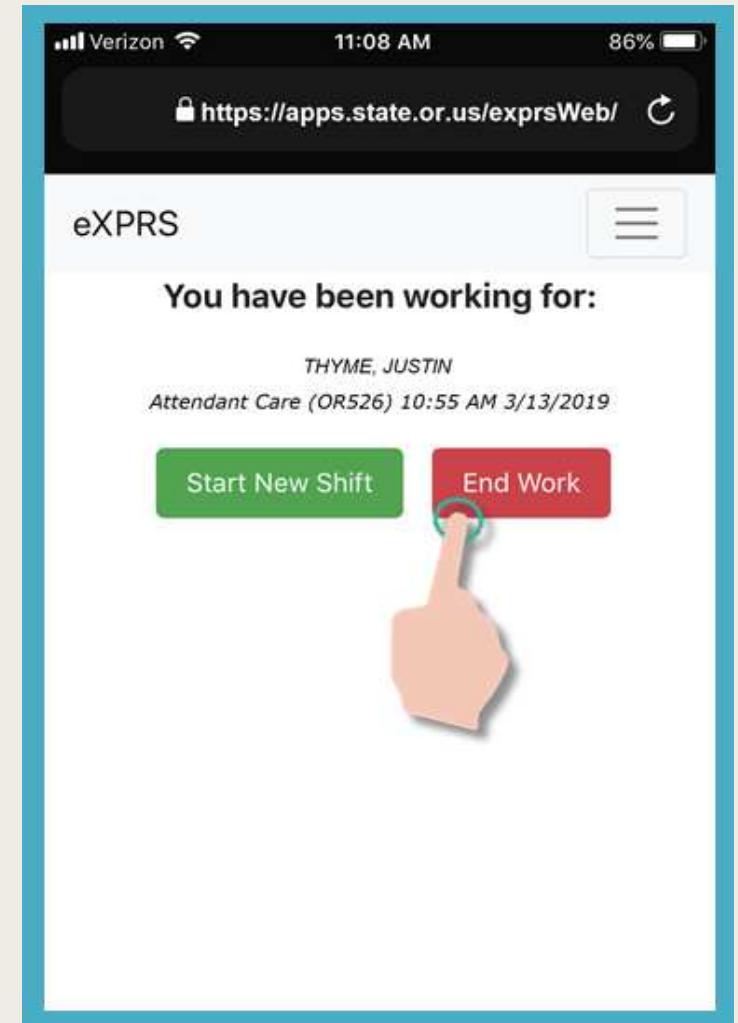 Verizon 11:08 AM 86%
https://apps.state.or.us/exprsWeb/
eXPRS
You have been working for:
THYME, JUSTIN
Attendant Care (OR526) 10:55 AM 3/13/2019
Start New Shift End Work